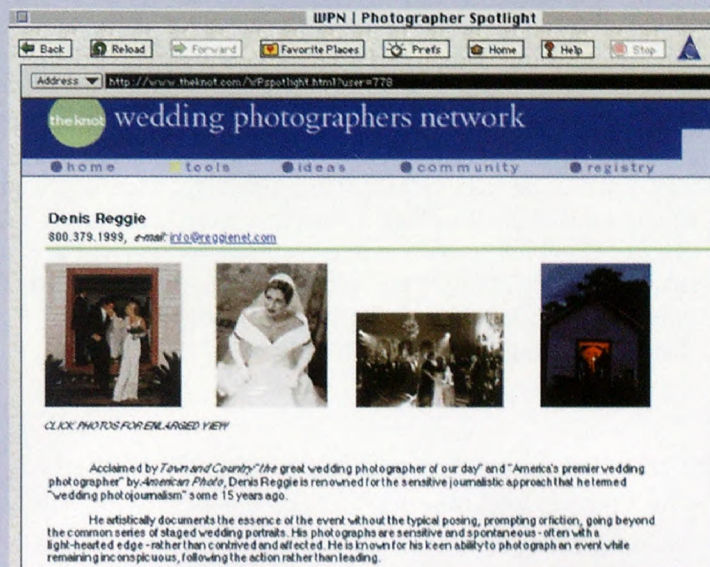 WPN | Photographer Spotlight
Back Reload Forward Favorite Places Prefs Home Help Stop
Address http://www.theknot.com/WPspotlight.html?user=778
the knot wedding photographers network
home tools ideas community registry
Denis Reggie
800.379.1999, e-mail: info@reggienet.com
CLICK PHOTOS FOR ENLARGED VIEW
Acclaimed by Town and Country "the great wedding photographer of our day" and "America's premier wedding
photographer" by American Photo, Denis Reggie is renowned for the sensitive journalistic approach that he termed
"wedding photojournalism" some 15 years ago.
He artistically documents the essence of the event without the typical posing, prompting or fiction, going beyond
the common series of staged wedding portraits. His photographs are sensitive and spontaneous - often with a
light-hearted edge - rather than contrived and affected. He is known for his keen ability to photograph an event while
remaining inconspicuous, following the action rather than leading.